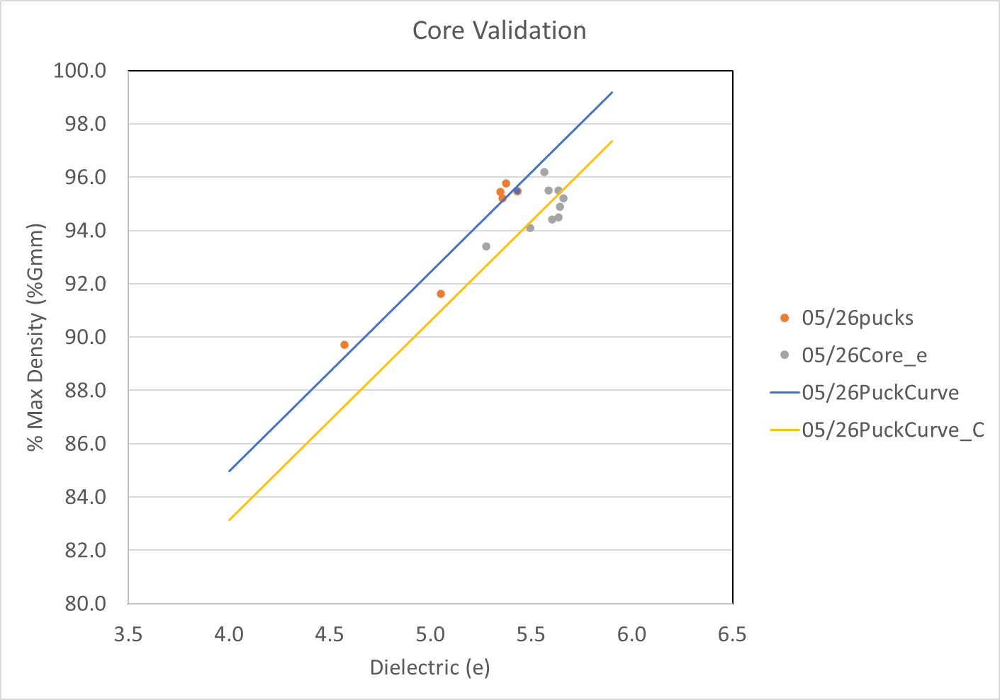 Core Validation
100.0
98.0
96.0
94.0
92.0
90.0
88.0
86.0
84.0
82.0
80.0
% Max Density (%Gmm)
3.5 4.0 4.5 5.0 5.5 6.0 6.5
Dielectric (e)
05/26pucks
05/26Core_e
05/26PuckCurve
05/26PuckCurve_C